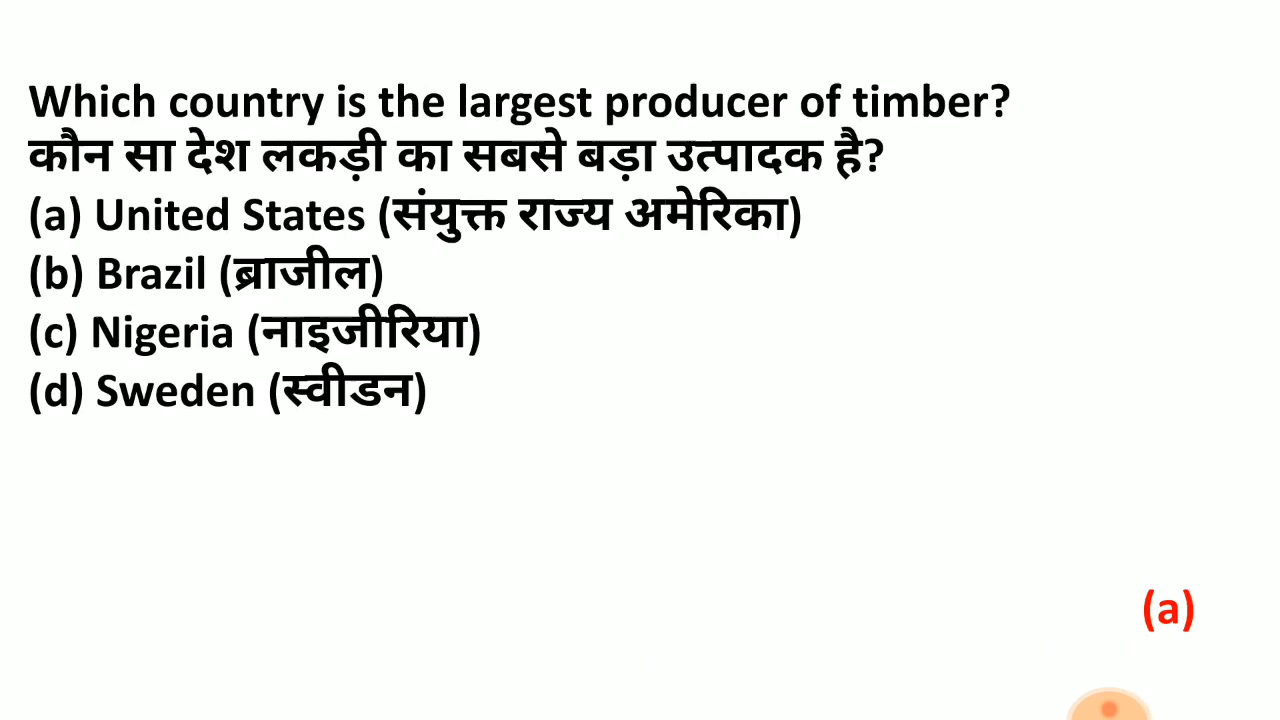 Which country is the largest producer of timber?
कौन सा देश लकड़ी का सबसे बड़ा उत्पादक है?
(a) United States (संयुक्त राज्य अमेरिका)
(b) Brazil (ब्राजील)
(c) Nigeria (नाइजीरिया)
(d) Sweden (स्वीडन)
(a)